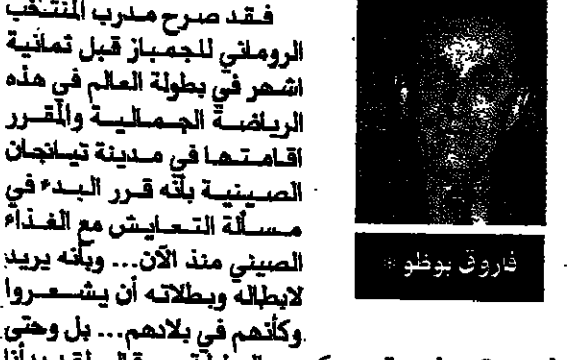 فـقد صرح مدرب المنتخب
الروماني للجمباز قبل ثمانية
اشهر في بطولة العالم في هذه
الرياضة الجمالية والمقرر
اقامتها في مدينة تيانجان
الصينية بأنه قرر البدء في
مسألة التعايش مع الغذاء
الصيني منذ الآن... وبأنه يريد
لابطاله وبطلاته أن يشعروا
وكأنهم في بلادهم... بل وحتى
فاروق بوظو *